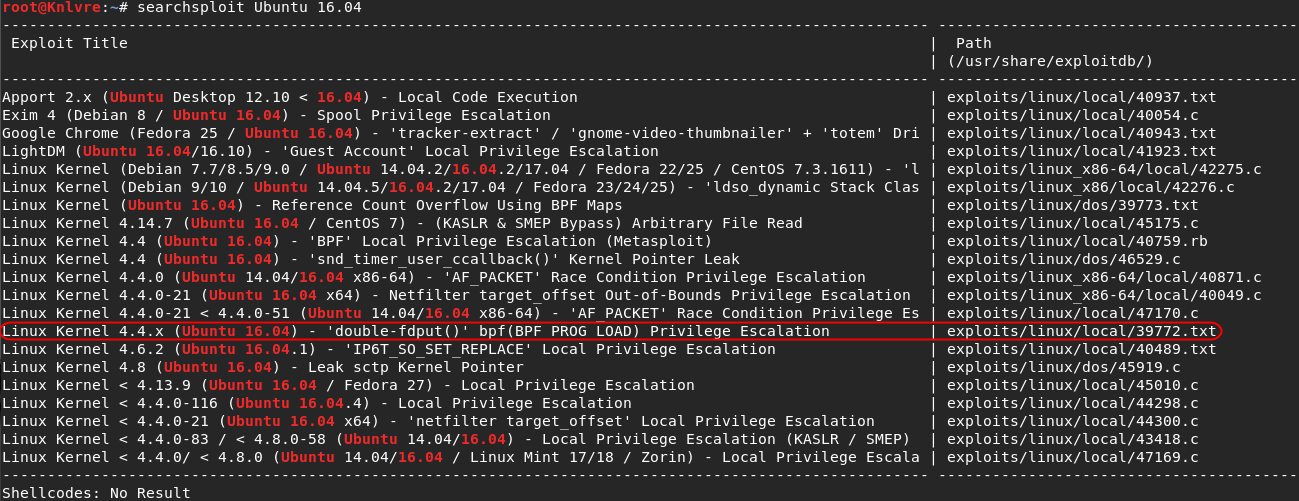 root@Knlvre:~# searchsploit Ubuntu 16.04
---------------------------------------------------------------------------------------------------- ----------------------------------------
 Exploit Title | Path
 | (/usr/share/exploitdb/)
---------------------------------------------------------------------------------------------------- ----------------------------------------
Apport 2.x (Ubuntu Desktop 12.10 < 16.04) - Local Code Execution | exploits/linux/local/40937.txt
Exim 4 (Debian 8 / Ubuntu 16.04) - Spool Privilege Escalation | exploits/linux/local/40054.c
Google Chrome (Fedora 25 / Ubuntu 16.04) - 'tracker-extract' / 'gnome-video-thumbnailer' + 'totem' Dri | exploits/linux/local/40943.txt
LightDM (Ubuntu 16.04/16.10) - 'Guest Account' Local Privilege Escalation | exploits/linux/local/41923.txt
Linux Kernel (Debian 7.7/8.5/9.0 / Ubuntu 14.04.2/16.04.2/17.04 / Fedora 22/25 / CentOS 7.3.1611) - 'l | exploits/linux_x86-64/local/42275.c
Linux Kernel (Debian 9/10 / Ubuntu 14.04.5/16.04.2/17.04 / Fedora 23/24/25) - 'ldso_dynamic Stack Clas | exploits/linux_x86/local/42276.c
Linux Kernel (Ubuntu 16.04) - Reference Count Overflow Using BPF Maps | exploits/linux/dos/39773.txt
Linux Kernel 4.14.7 (Ubuntu 16.04 / CentOS 7) - (KASLR & SMEP Bypass) Arbitrary File Read | exploits/linux/local/45175.c
Linux Kernel 4.4 (Ubuntu 16.04) - 'BPF' Local Privilege Escalation (Metasploit) | exploits/linux/local/40759.rb
Linux Kernel 4.4 (Ubuntu 16.04) - 'snd_timer_user_ccallback()' Kernel Pointer Leak | exploits/linux/dos/46529.c
Linux Kernel 4.4.0 (Ubuntu 14.04/16.04 x86-64) - 'AF_PACKET' Race Condition Privilege Escalation | exploits/linux_x86-64/local/40871.c
Linux Kernel 4.4.0-21 (Ubuntu 16.04 x64) - Netfilter target_offset Out-of-Bounds Privilege Escalation | exploits/linux_x86-64/local/40049.c
Linux Kernel 4.4.0-21 < 4.4.0-51 (Ubuntu 14.04/16.04 x86-64) - 'AF_PACKET' Race Condition Privilege Es | exploits/linux/local/47170.c
Linux Kernel 4.4.x (Ubuntu 16.04) - 'double-fdput()' bpf(BPF_PROG_LOAD) Privilege Escalation | exploits/linux/local/39772.txt
Linux Kernel 4.6.2 (Ubuntu 16.04.1) - 'IP6T_SO_SET_REPLACE' Local Privilege Escalation | exploits/linux/local/40489.txt
Linux Kernel 4.8 (Ubuntu 16.04) - Leak sctp Kernel Pointer | exploits/linux/dos/45919.c
Linux Kernel < 4.13.9 (Ubuntu 16.04 / Fedora 27) - Local Privilege Escalation | exploits/linux/local/45010.c
Linux Kernel < 4.4.0-116 (Ubuntu 16.04.4) - Local Privilege Escalation | exploits/linux/local/44298.c
Linux Kernel < 4.4.0-21 (Ubuntu 16.04 x64) - 'netfilter target_offset' Local Privilege Escalation | exploits/linux/local/44300.c
Linux Kernel < 4.4.0-83 / < 4.8.0-58 (Ubuntu 14.04/16.04) - Local Privilege Escalation (KASLR / SMEP) | exploits/linux/local/43418.c
Linux Kernel < 4.4.0/ < 4.8.0 (Ubuntu 14.04/16.04 / Linux Mint 17/18 / Zorin) - Local Privilege Escala | exploits/linux/local/47169.c
---------------------------------------------------------------------------------------------------- ----------------------------------------
Shellcodes: No Result